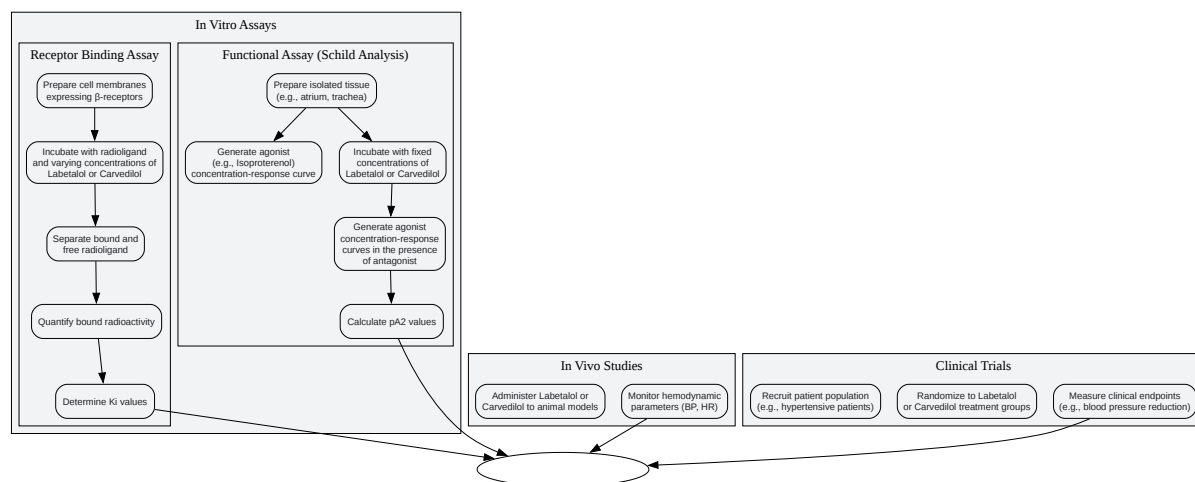 In Vitro Assays
Receptor Binding Assay
Prepare cell membranes
expressing β-receptors
Incubate with radioligand
and varying concentrations of
Labetalol or Carvedilol
Separate bound and
free radioligand
Quantify bound radioactivity
Determine Ki values
Functional Assay (Schild Analysis)
Prepare isolated tissue
(e.g., atrium, trachea)
Generate agonist
(e.g., Isoproterenol)
concentration-response curve
Incubate with fixed
concentrations of
Labetalol or Carvedilol
Generate agonist
concentration-response
curves in the presence
of antagonist
Calculate pA2 values
In Vivo Studies
Administer Labetalol or
Carvedilol to animal models
Monitor hemodynamic
parameters (BP, HR)
Clinical Trials
Recruit patient population
(e.g., hypertensive patients)
Randomize to Labetalol
or Carvedilol treatment groups
Measure clinical endpoints
(e.g., blood pressure reduction)